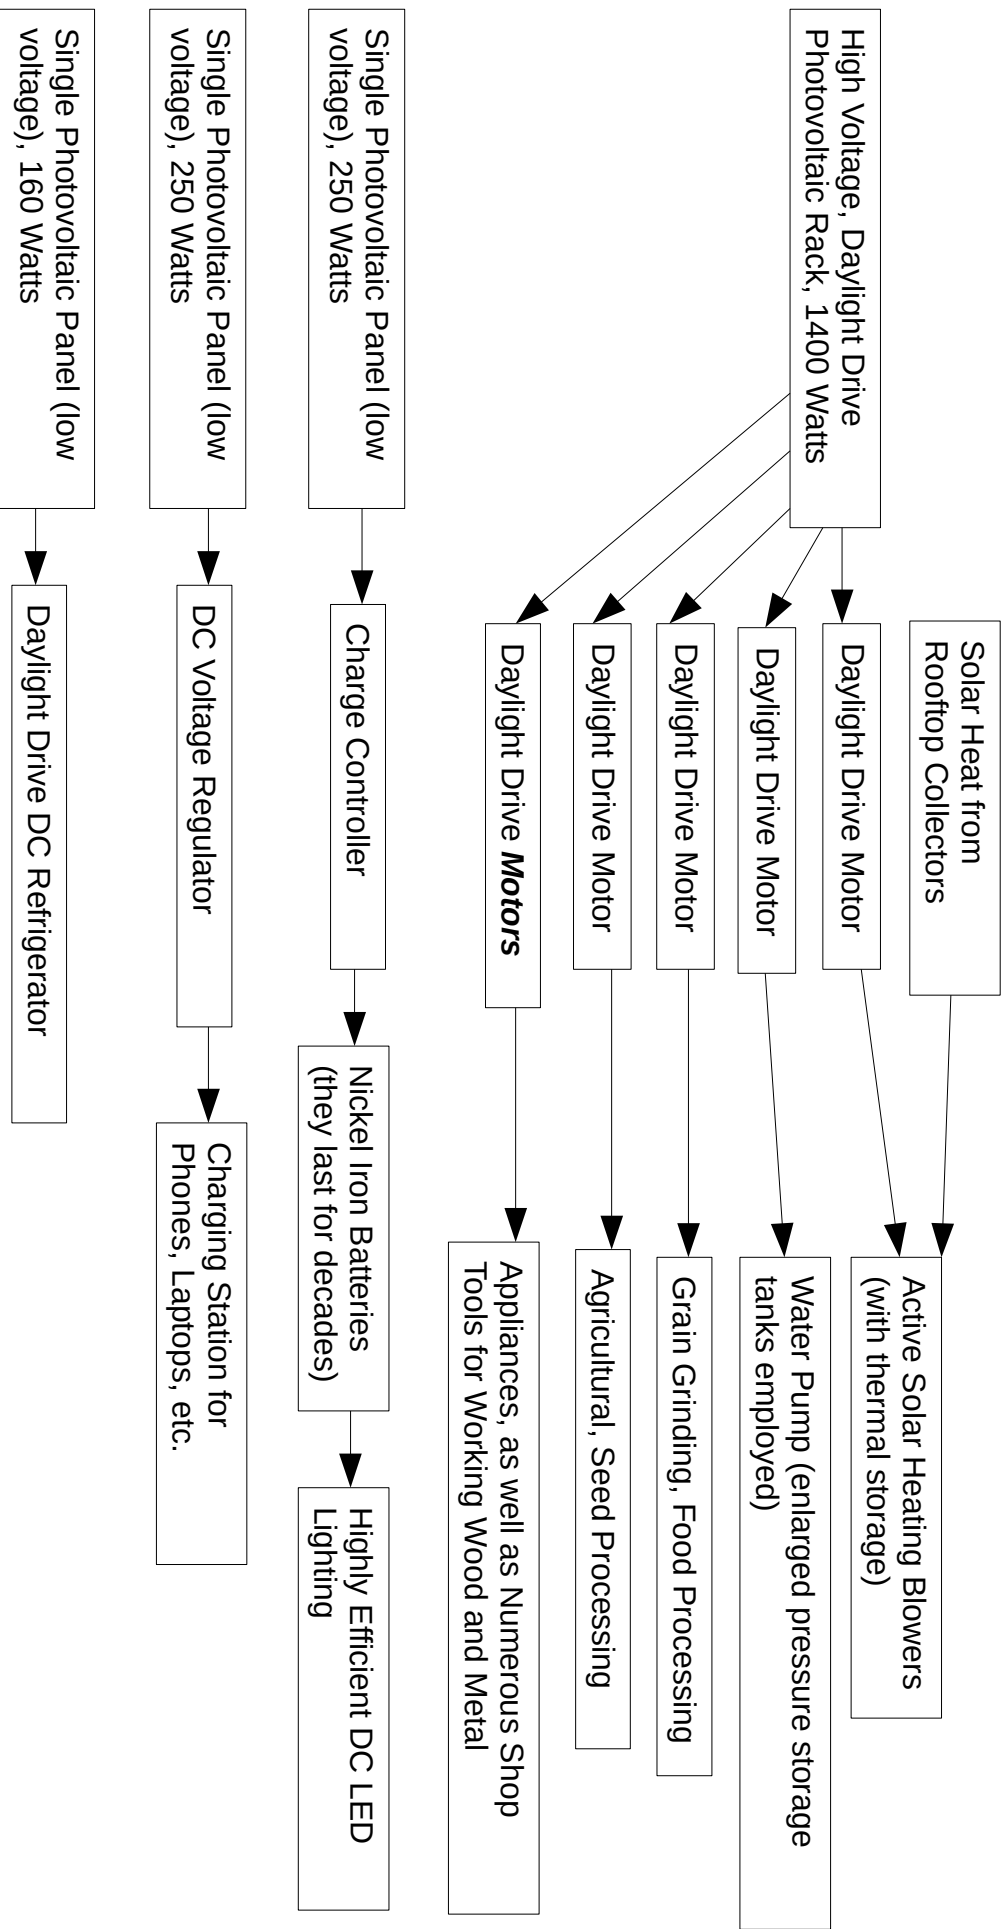 Solar Heat from
Rooftop Collectors
High Voltage, Daylight Drive
Photovoltaic Rack, 1400 Watts
Daylight Drive Motor
Active Solar Heating Blowers
(with thermal storage)
Daylight Drive Motor
Water Pump (enlarged pressure storage
tanks employed)
Daylight Drive Motor
Grain Grinding, Food Processing
Daylight Drive Motor
Agricultural, Seed Processing
Daylight Drive Motors
Appliances, as well as Numerous Shop
Tools for Working Wood and Metal
Single Photovoltaic Panel (low
voltage), 250 Watts
Charge Controller
Nickel Iron Batteries
(they last for decades)
Highly Efficient DC LED
Lighting
Single Photovoltaic Panel (low
voltage), 250 Watts
DC Voltage Regulator
Charging Station for
Phones, Laptops, etc.
Single Photovoltaic Panel (low
voltage), 160 Watts
Daylight Drive DC Refrigerator